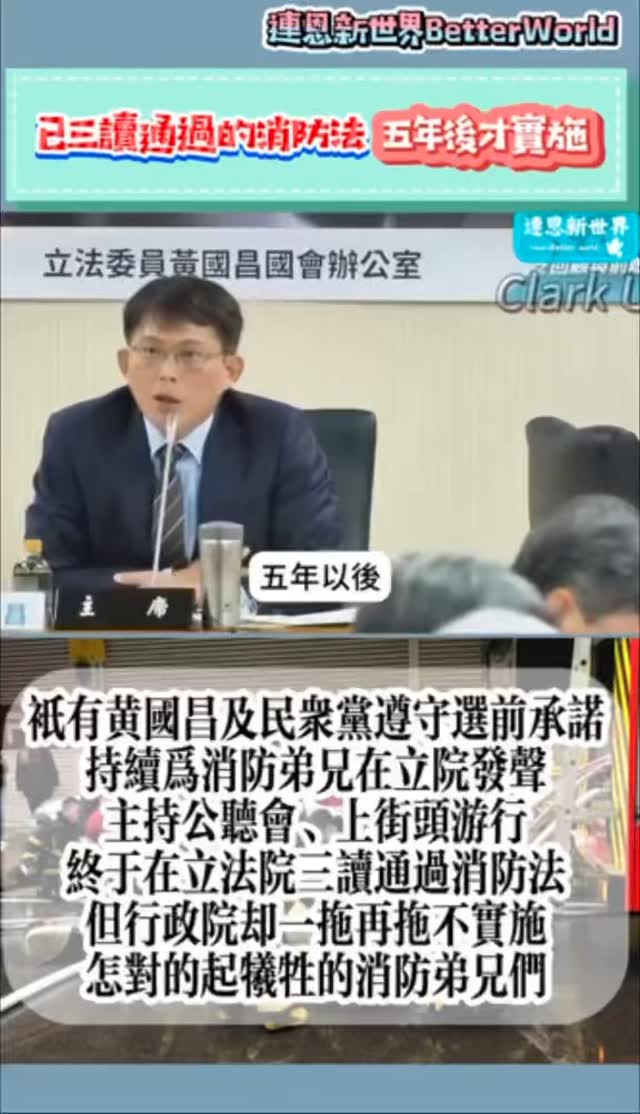 連恩新世界BetterWorld
已三讀通過的消防法 五年後才實施
連恩新世界
立法委員黃國昌國會辦公室
Clark
五年以後
主 席
衹有黃國昌及民衆黨遵守選前承諾
持續爲消防弟兄在立院發聲
主持公聽會、上街頭游行
終于在立法院三讀通過消防法
但行政院却一拖再拖不實施
怎對的起犧牲的消防弟兄們